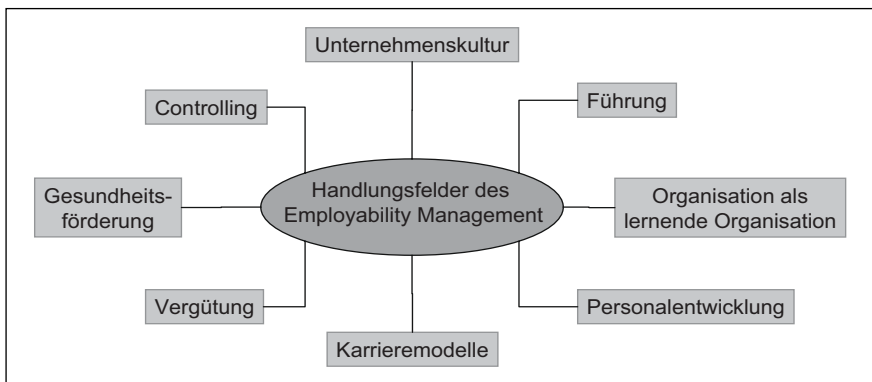 Unternehmenskultur
Controlling
Führung
Gesundheits-
förderung
Handlungsfelder des
Employability Management
Organisation als
lernende Organisation
Vergütung
Personalentwicklung
Karrieremodelle